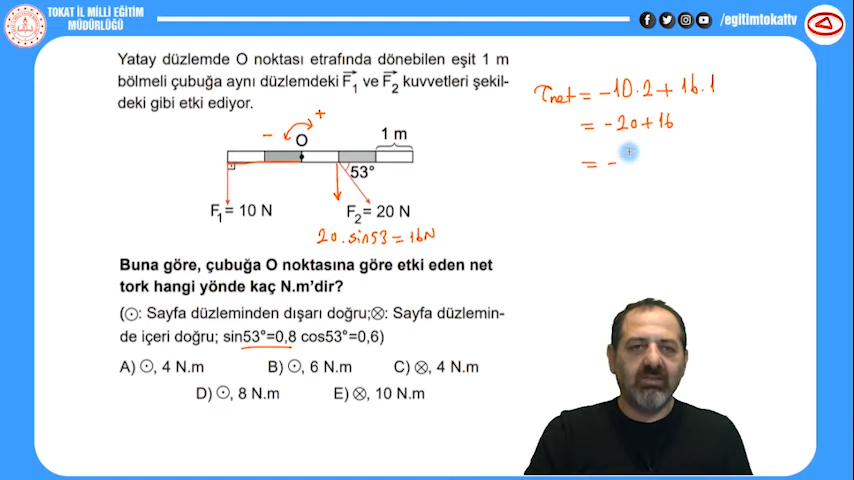 TOKAT İL MİLLİ EĞİTİM
MÜDÜRLÜĞÜ
/egitimtokattv
Yatay düzlemde O noktası etrafında dönebilen eşit 1 m
bölmeli çubuğa aynı düzlemdeki F₁ ve F₂ kuvvetleri şekil-
deki gibi etki ediyor.
- +
O
1 m
53°
F₁= 10 N
F₂= 20 N
20.sin53=16N
τnet = -10.2+16.1
= -20+16
= -
Buna göre, çubuğa O noktasına göre etki eden net
tork hangi yönde kaç N.m'dir?
(⊙: Sayfa düzleminden dışarı doğru;⊗: Sayfa düzlemin-
de içeri doğru; sin53°=0,8 cos53°=0,6)
A) ⊙, 4 N.m B) ⊙, 6 N.m C) ⊗, 4 N.m
D) ⊙, 8 N.m E) ⊗, 10 N.m